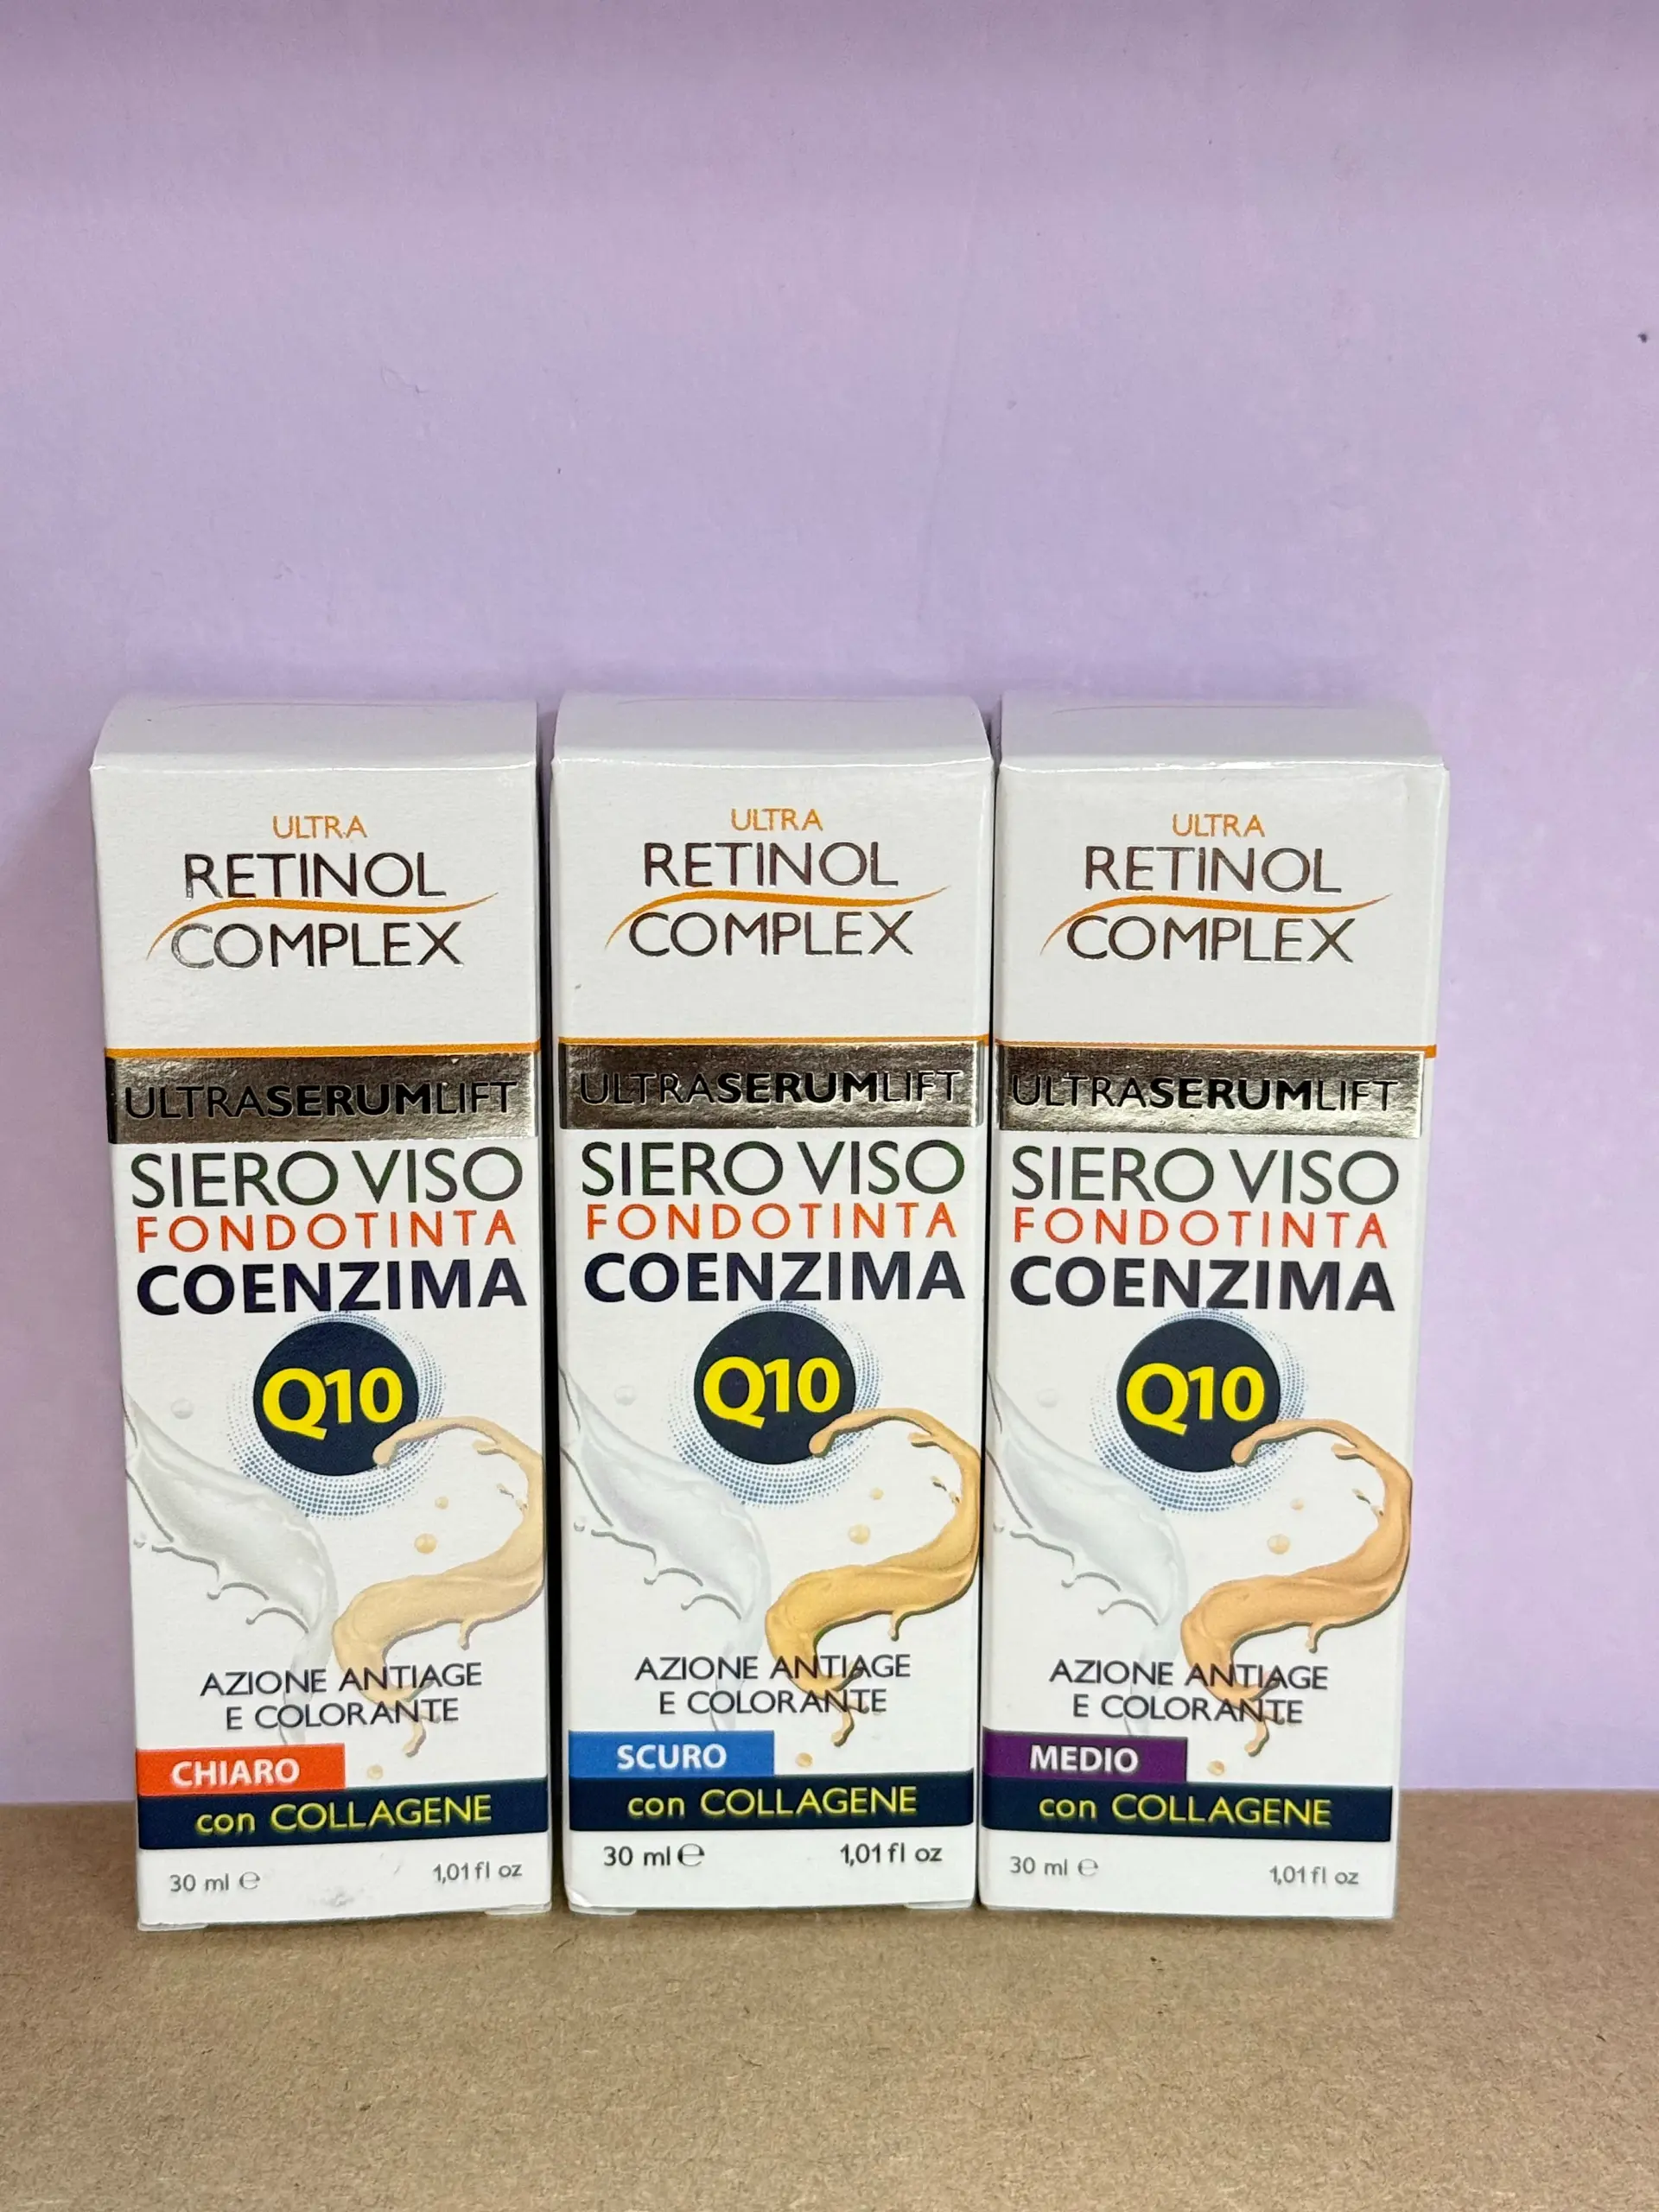 ULTRA
RETINOL
COMPLEX
ULTRASERUMLIFT
SIERO VISO
FONDOTINTA
COENZIMA
Q10
AZIONE ANTIAGE
E COLORANTE
CHIARO
con COLLAGENE
30 ml ℮ 1,01 fl oz
ULTRA
RETINOL
COMPLEX
ULTRASERUMLIFT
SIERO VISO
FONDOTINTA
COENZIMA
Q10
AZIONE ANTIAGE
E COLORANTE
SCURO
con COLLAGENE
30 ml ℮ 1,01 fl oz
ULTRA
RETINOL
COMPLEX
ULTRASERUMLIFT
SIERO VISO
FONDOTINTA
COENZIMA
Q10
AZIONE ANTIAGE
E COLORANTE
MEDIO
con COLLAGENE
30 ml ℮ 1,01 fl oz